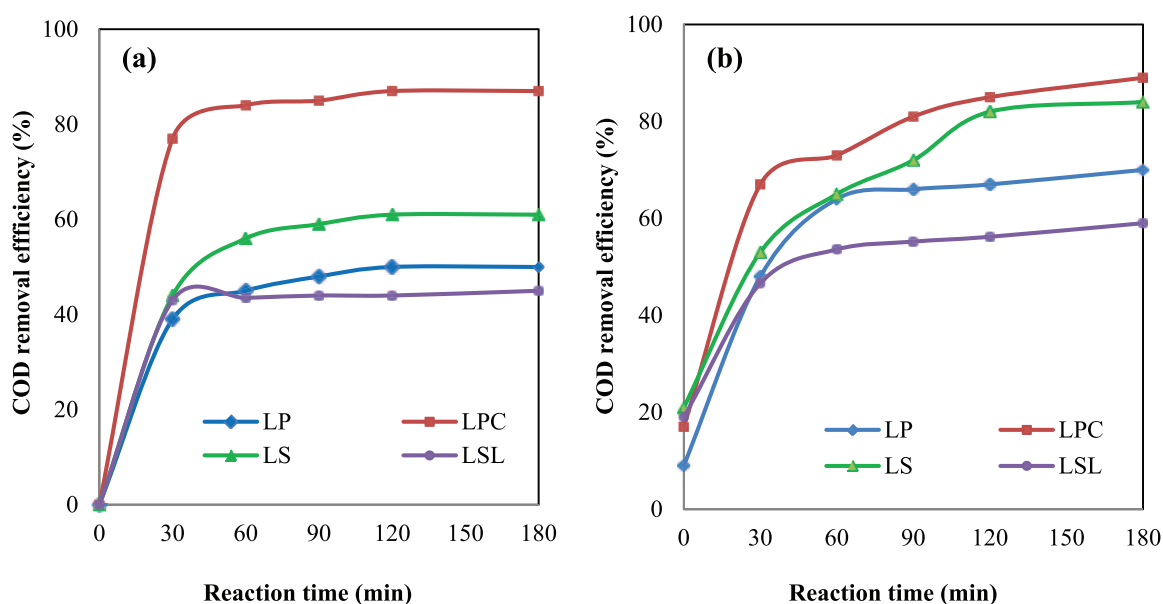 (a)
COD removal effficiency (%)
100
80
60
40
20
0
LP
LPC
LS
LSL
0 30 60 90 120 150 180
Reaction time (min)
(b)
COD removal efficiency (%)
100
80
60
40
20
0
LP
LPC
LS
LSL
0 30 60 90 120 150 180
Reaction time (min)